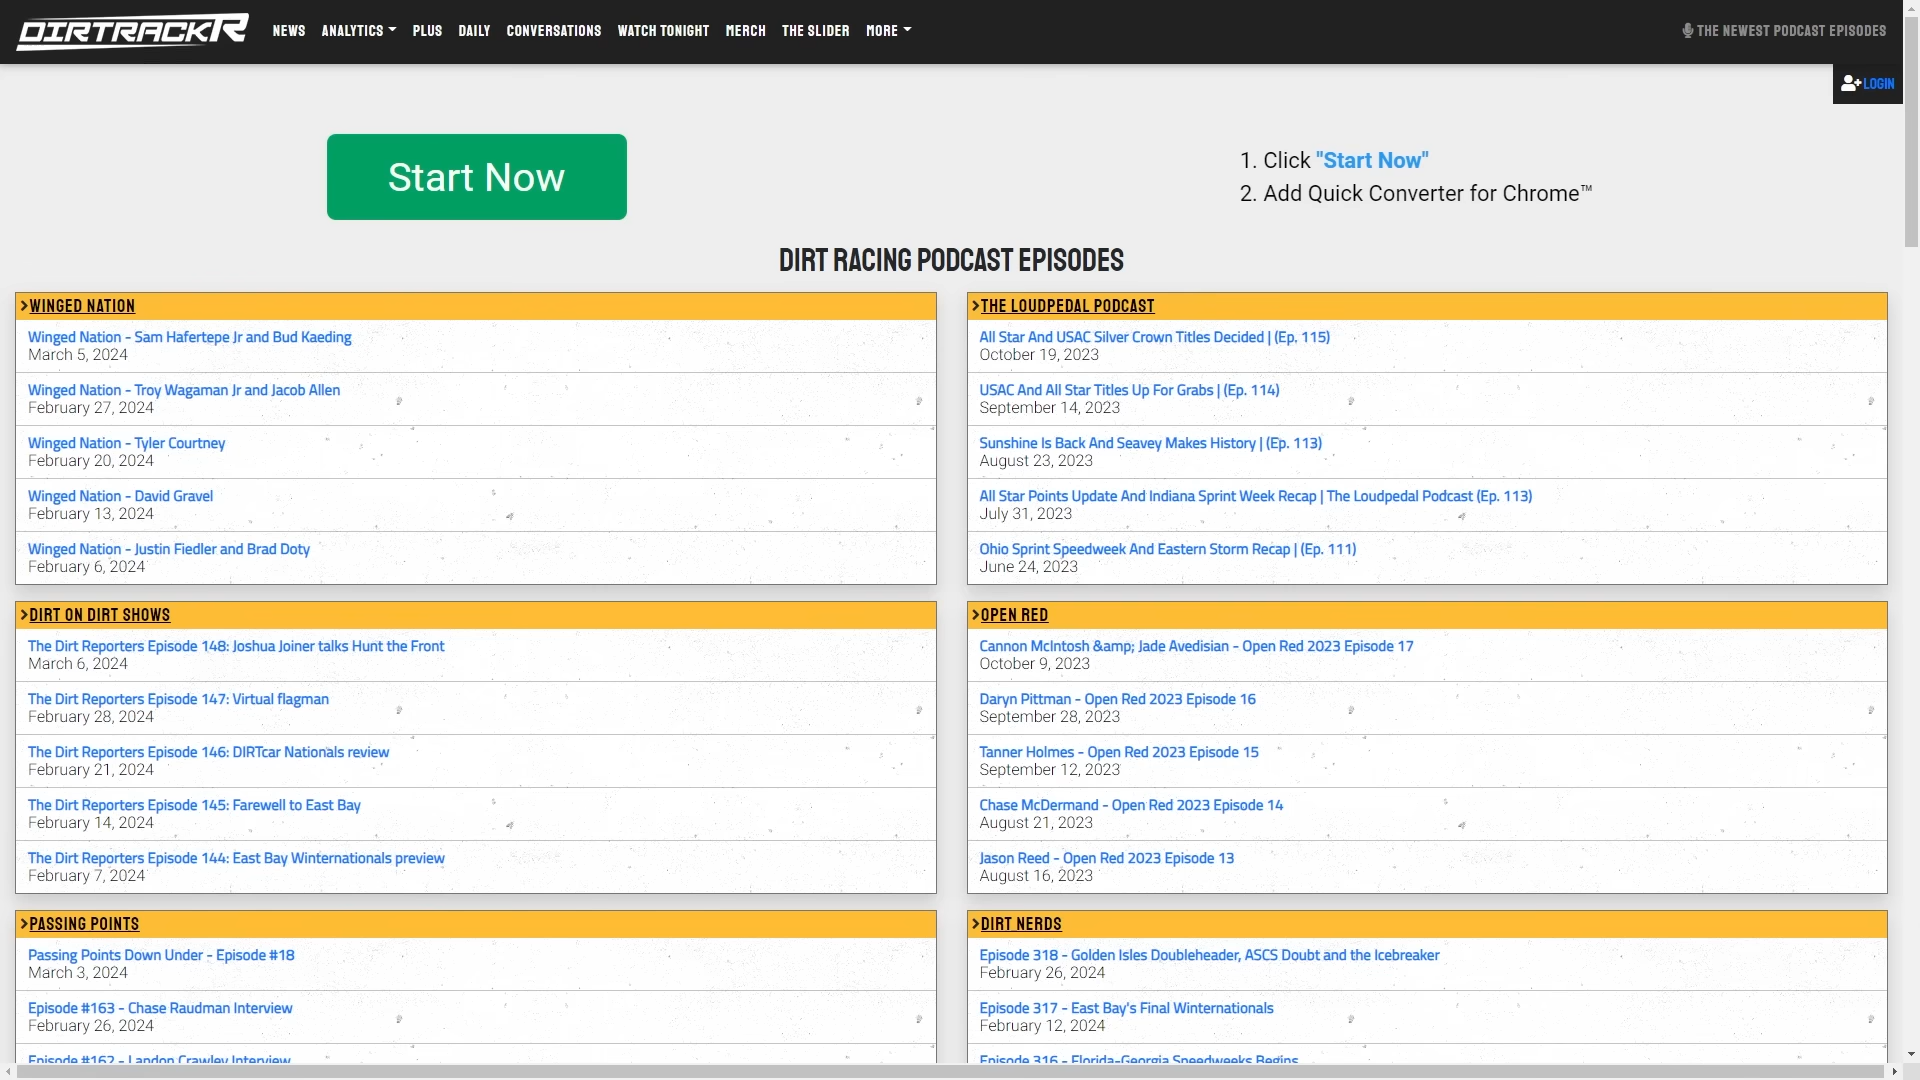 DIRTRACKR
NEWS ANALYTICS PLUS DAILY CONVERSATIONS WATCH TONIGHT MERCH THE SLIDER MORE THE NEWEST PODCAST EPISODES
LOGIN
Start Now
1. Click "Start Now"
2. Add Quick Converter for Chrome™
DIRT RACING PODCAST EPISODES
WINGED NATION
Winged Nation - Sam Hafertepe Jr and Bud Kaeding
March 5, 2024
Winged Nation - Troy Wagaman Jr and Jacob Allen
February 27, 2024
Winged Nation - Tyler Courtney
February 20, 2024
Winged Nation - David Gravel
February 13, 2024
Winged Nation - Justin Fiedler and Brad Doty
February 6, 2024
THE LOUDPEDAL PODCAST
All Star And USAC Silver Crown Titles Decided | (Ep. 115)
October 19, 2023
USAC And All Star Titles Up For Grabs | (Ep. 114)
September 14, 2023
Sunshine Is Back And Seavey Makes History | (Ep. 113)
August 23, 2023
All Star Points Update And Indiana Sprint Week Recap | The Loudpedal Podcast (Ep. 113)
July 31, 2023
Ohio Sprint Speedweek And Eastern Storm Recap | (Ep. 111)
June 24, 2023
DIRT ON DIRT SHOWS
The Dirt Reporters Episode 148: Joshua Joiner talks Hunt the Front
March 6, 2024
The Dirt Reporters Episode 147: Virtual flagman
February 28, 2024
The Dirt Reporters Episode 146: DIRTcar Nationals review
February 21, 2024
The Dirt Reporters Episode 145: Farewell to East Bay
February 14, 2024
The Dirt Reporters Episode 144: East Bay Winternationals preview
February 7, 2024
OPEN RED
Cannon McIntosh &amp; Jade Avedisian - Open Red 2023 Episode 17
October 9, 2023
Daryn Pittman - Open Red 2023 Episode 16
September 28, 2023
Tanner Holmes - Open Red 2023 Episode 15
September 12, 2023
Chase McDermand - Open Red 2023 Episode 14
August 21, 2023
Jason Reed - Open Red 2023 Episode 13
August 16, 2023
PASSING POINTS
Passing Points Down Under - Episode #18
March 3, 2024
Episode #163 - Chase Raudman Interview
February 26, 2024
Episode #162 - Landon Crawley Interview
DIRT NERDS
Episode 318 - Golden Isles Doubleheader, ASCS Doubt and the Icebreaker
February 26, 2024
Episode 317 - East Bay's Final Winternationals
February 12, 2024
Episode 316 - Florida-Georgia Speedweeks Begins